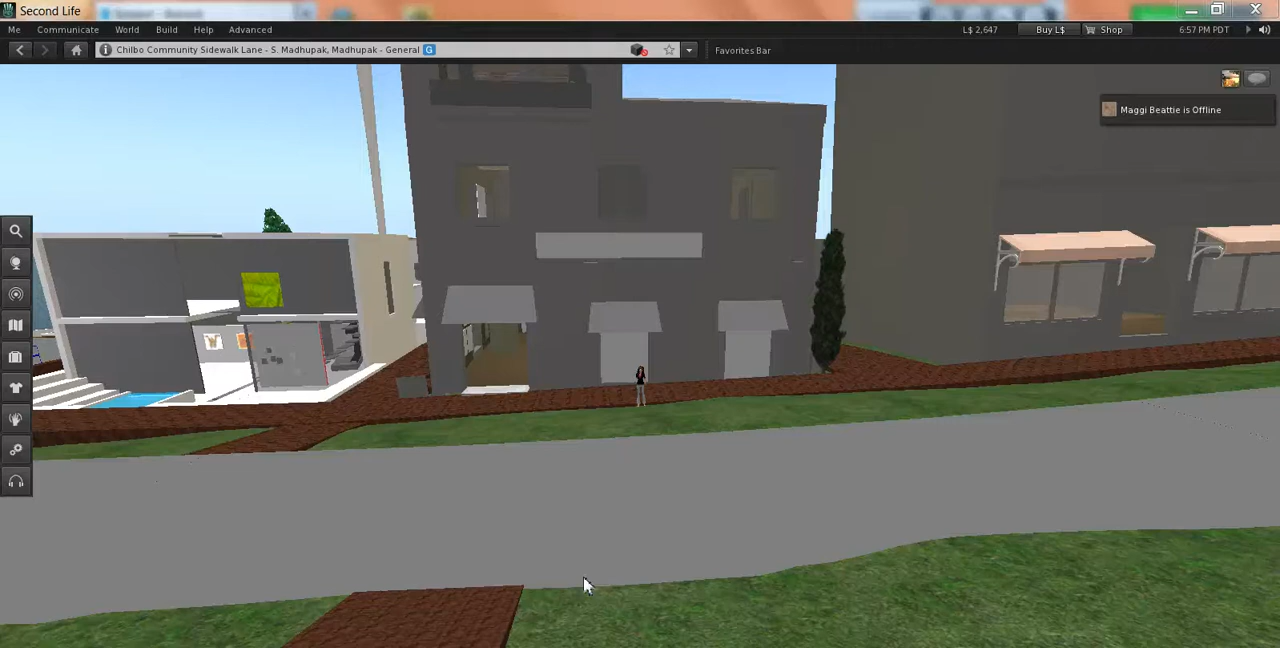 Second Life
Me Communicate World Build Help Advanced
L$ 2,647 Buy L$ Shop 6:57 PM PDT
Chilbo Community Sidewalk Lane - S. Madhupak, Madhupak - General G
Favorites Bar
Maggi Beattie is Offline